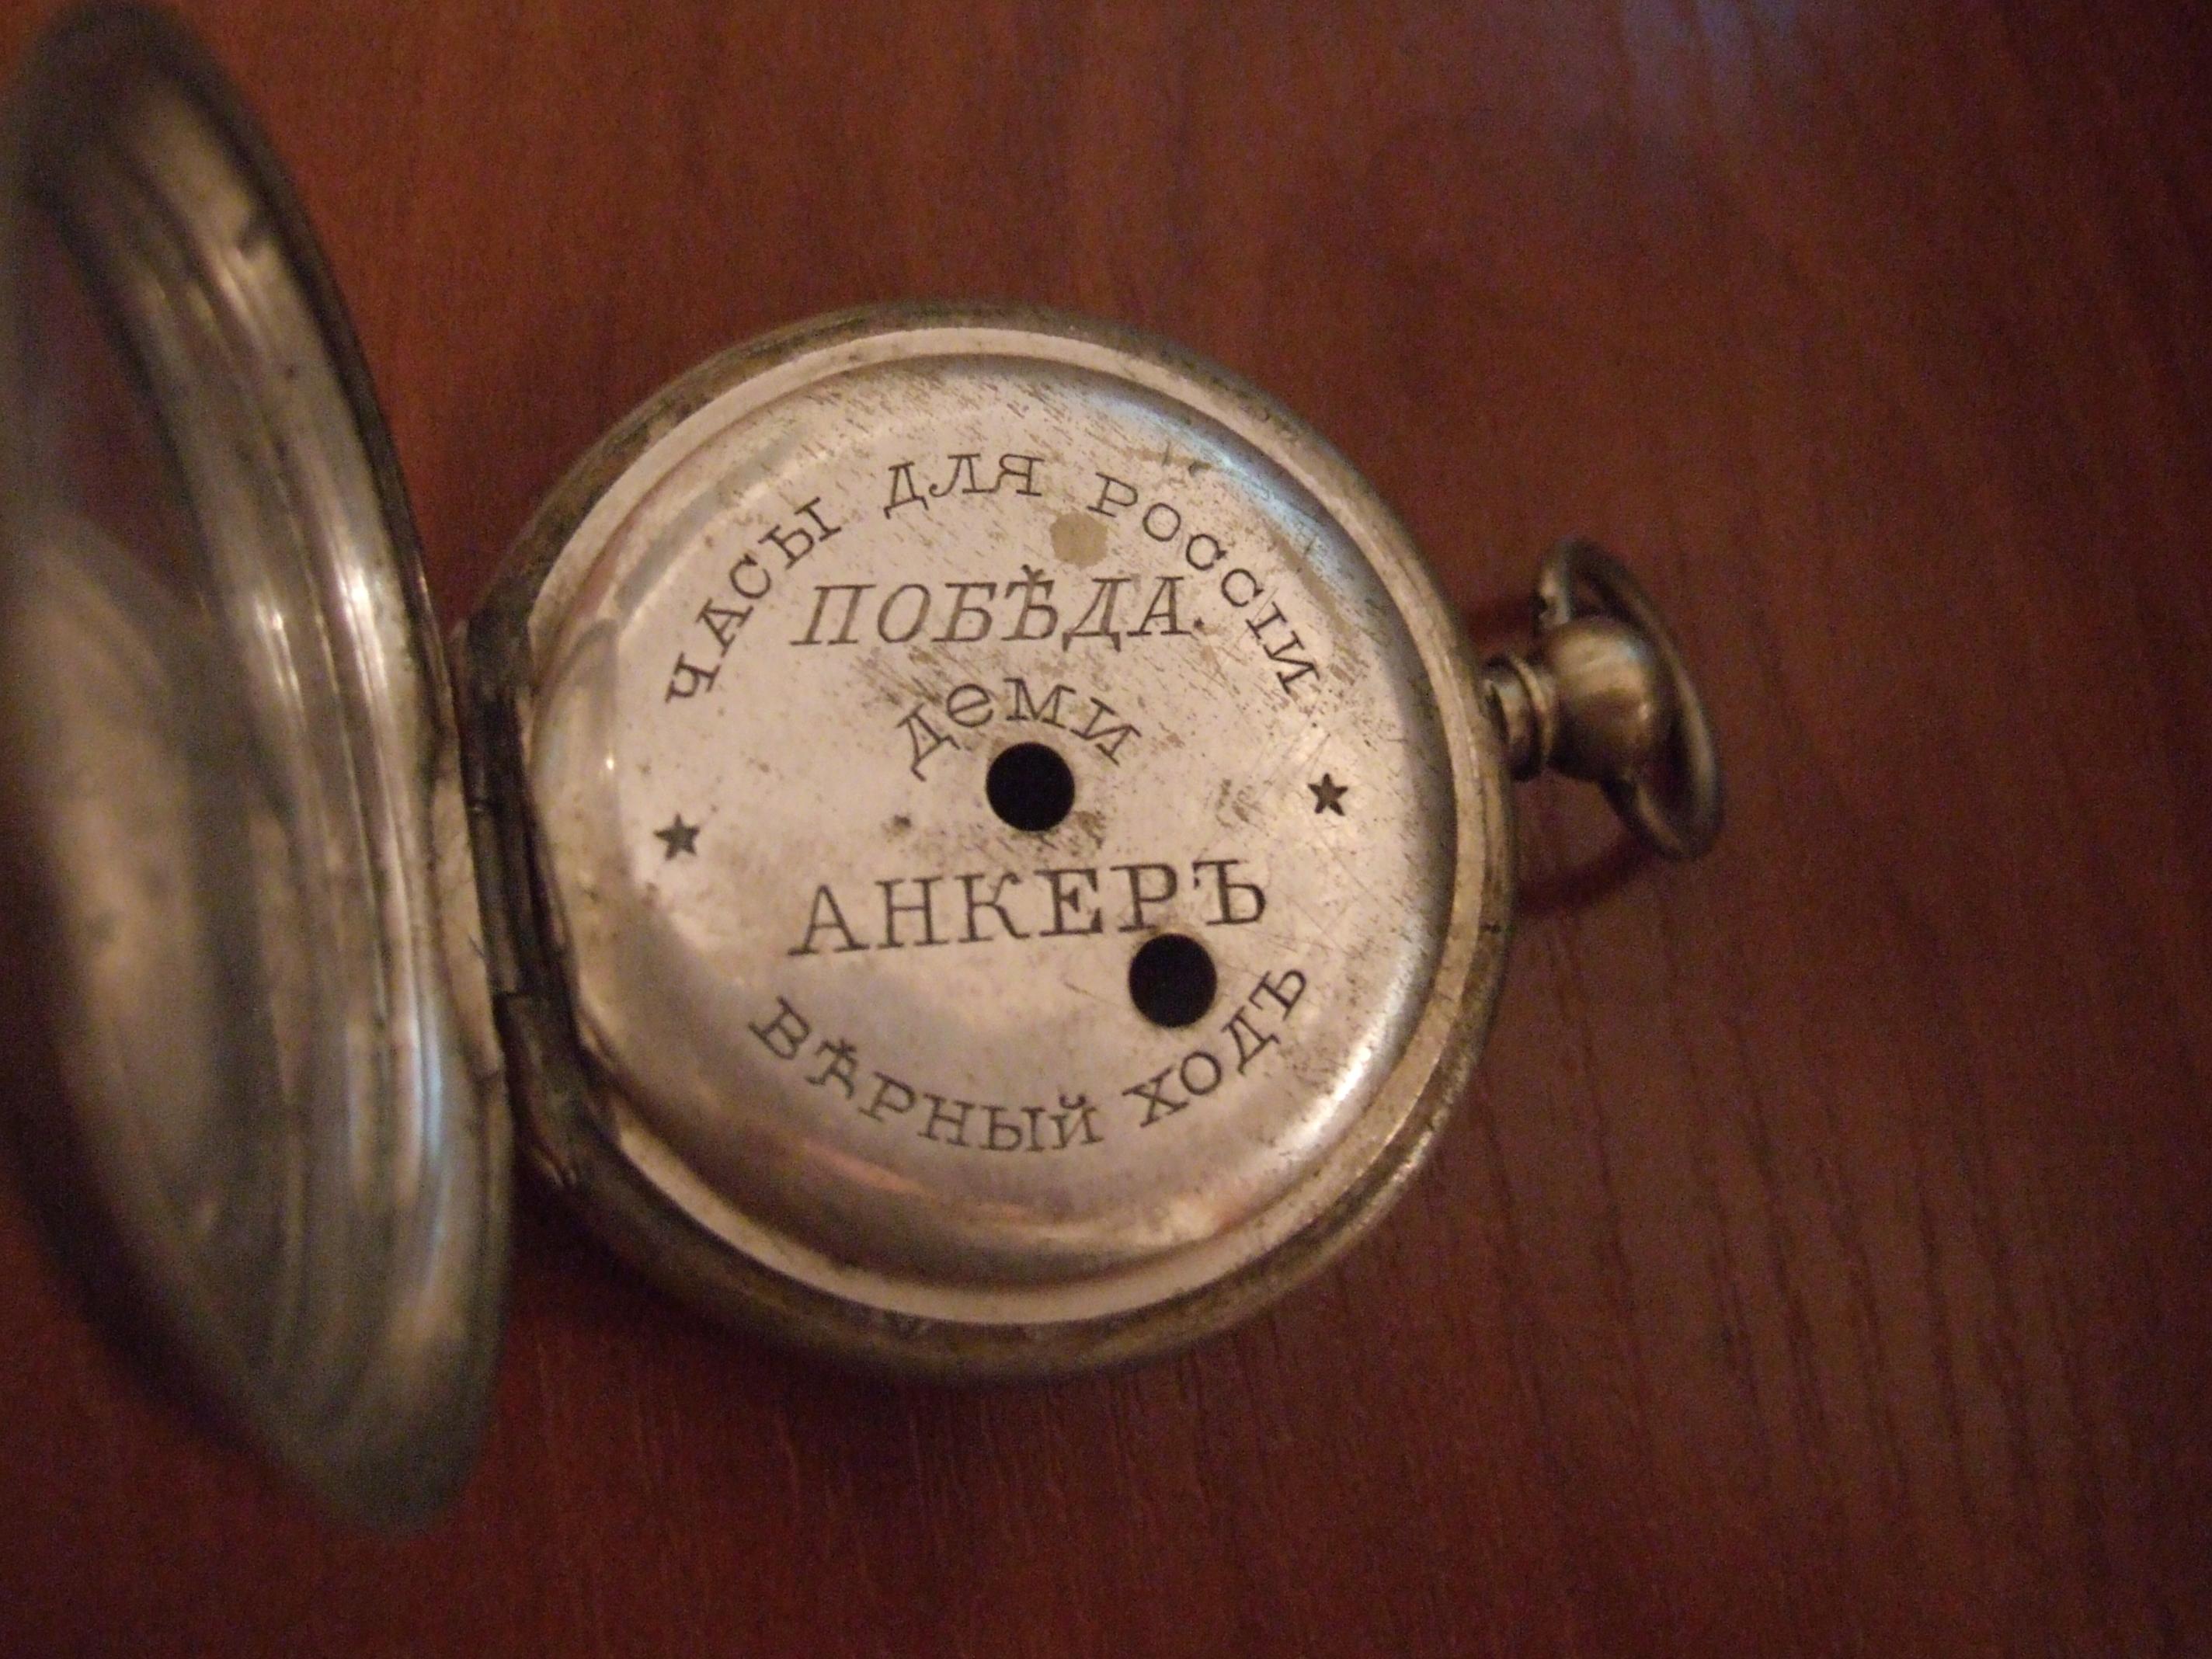 ЧАСЫ ДЛЯ РОССІИ.
ПОБѢДА.
деми
АНКЕРЪ
ВѢРНЫЙ ХОДЪ